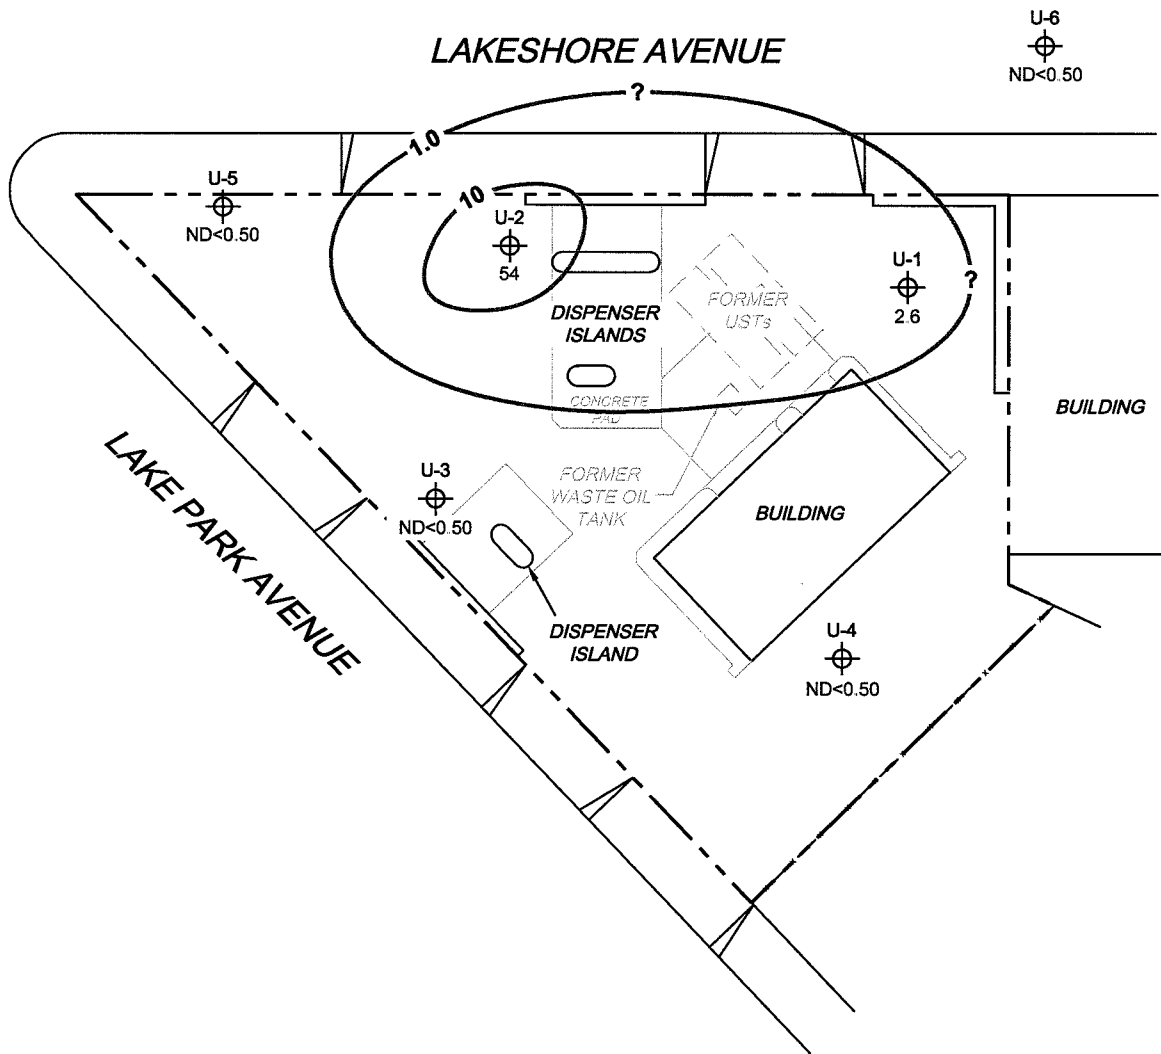 U-6
ND<0.50
LAKESHORE AVENUE
?
1.0
U-5
ND<0.50
10
U-2
54
U-1
2.6
?
DISPENSER
ISLANDS
FORMER
USTs
CONCRETE
PAD
BUILDING
LAKE PARK AVENUE
U-3
ND<0.50
FORMER
WASTE OIL
TANK
BUILDING
DISPENSER
ISLAND
U-4
ND<0.50